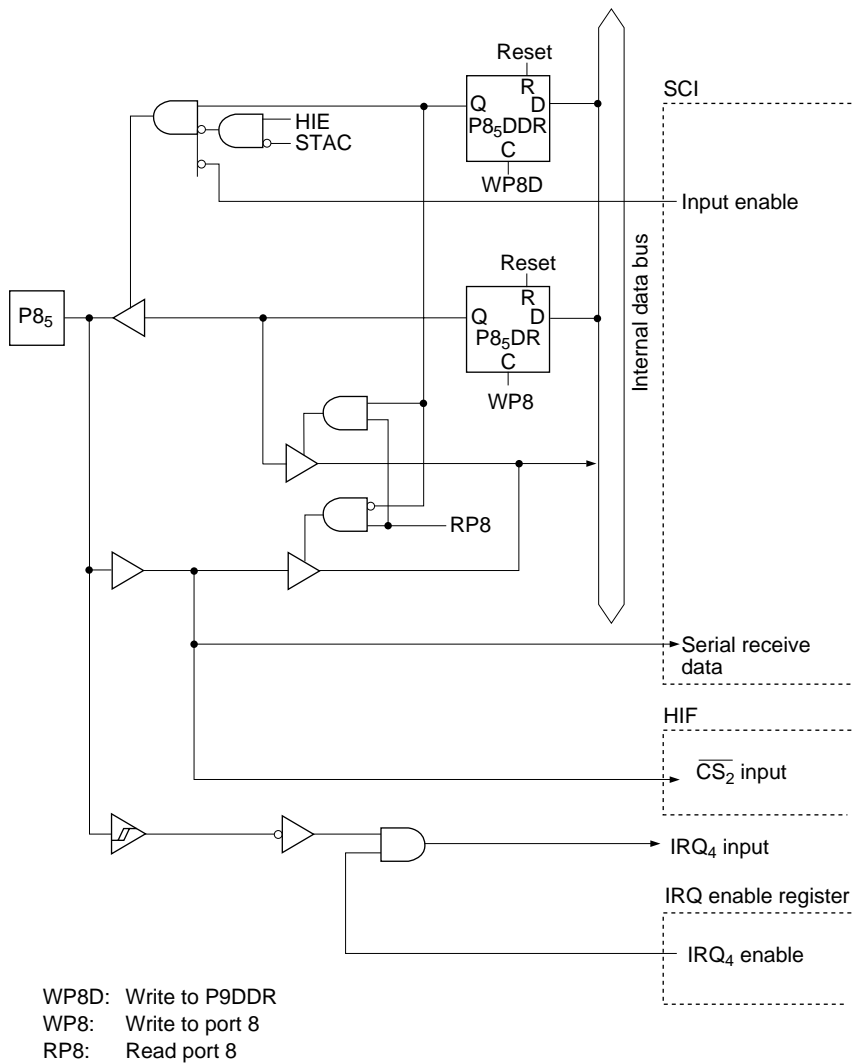 Reset
R
Q
D
P8₅DDR
C
WP8D
HIE
STAC
SCI
Input enable
Internal data bus
P8₅
Reset
R
Q
D
P8₅DR
C
WP8
RP8
Serial receive
data
HIF
C̅S̅₂̅ input
IRQ₄ input
IRQ enable register
IRQ₄ enable
WP8D: Write to P9DDR
WP8: Write to port 8
RP8: Read port 8